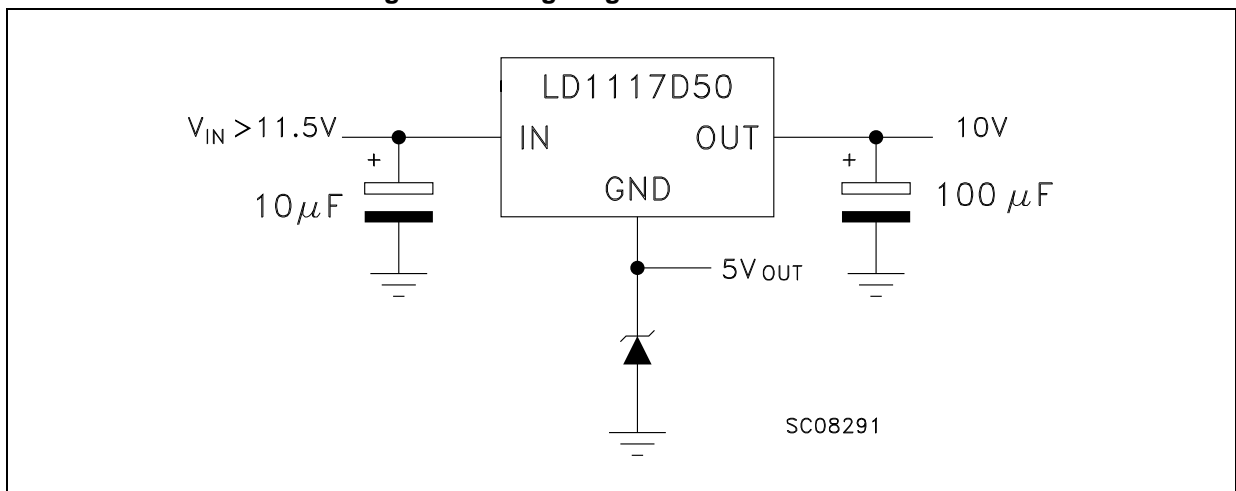 LD1117D50
V_IN >11.5V
IN
OUT
10V
+
+
GND
10μF
100 μF
5V_OUT
SC08291